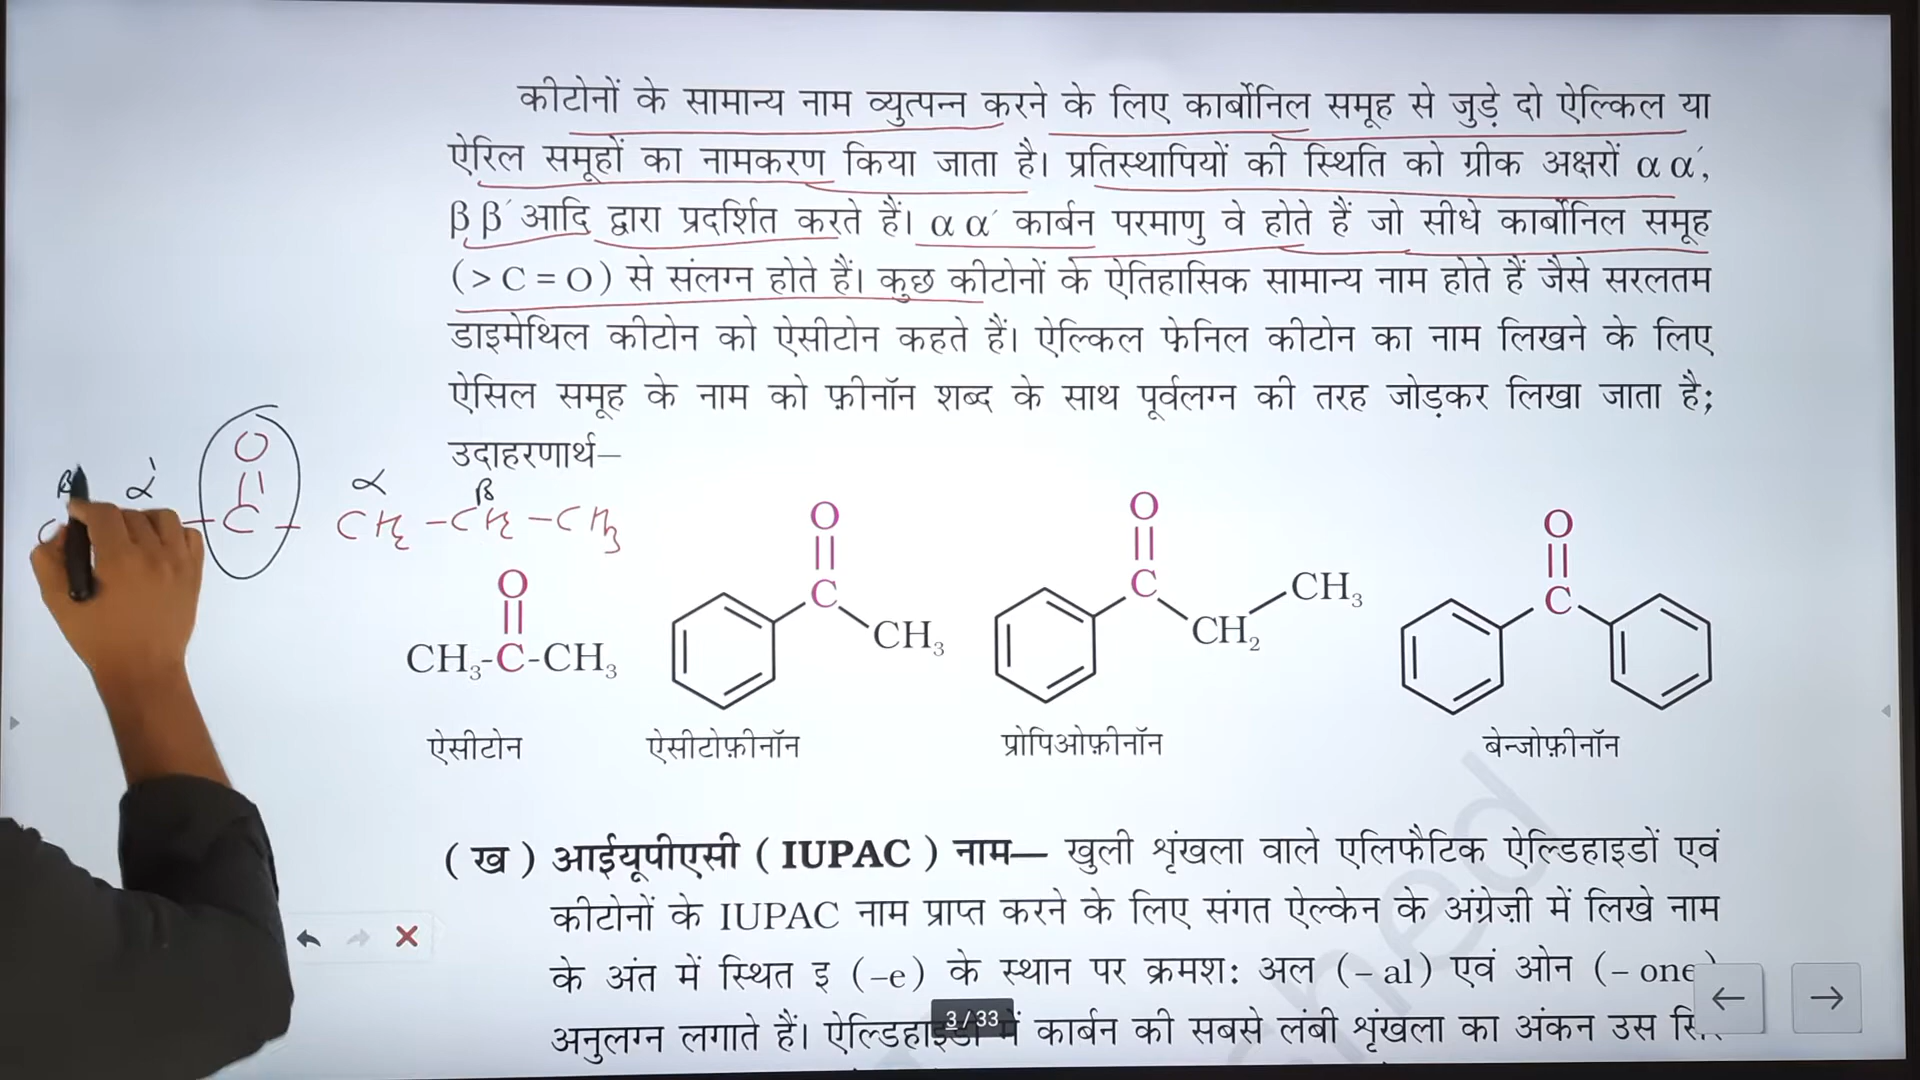 कीटोनों के सामान्य नाम व्युत्पन्न करने के लिए कार्बोनिल समूह से जुड़े दो ऐल्किल या
ऐरिल समूहों का नामकरण किया जाता है। प्रतिस्थापियों की स्थिति को ग्रीक अक्षरों α α′,
β β′ आदि द्वारा प्रदर्शित करते हैं। α α′ कार्बन परमाणु वे होते हैं जो सीधे कार्बोनिल समूह
(> C = O) से संलग्न होते हैं। कुछ कीटोनों के ऐतिहासिक सामान्य नाम होते हैं जैसे सरलतम
डाइमेथिल कीटोन को ऐसीटोन कहते हैं। ऐल्किल फेनिल कीटोन का नाम लिखने के लिए
ऐसिल समूह के नाम को फ़ीनॉन शब्द के साथ पूर्वलग्न की तरह जोड़कर लिखा जाता है;
उदाहरणार्थ—
O
β α′ α β
C - CH₂ - CH₂ - CH₃
O O O O
C C CH₃ C
CH₃-C-CH₃ CH₃ CH₂
ऐसीटोन ऐसीटोफ़ीनॉन प्रोपिओफ़ीनॉन बेन्जोफ़ीनॉन
( ख ) आईयूपीएसी ( IUPAC ) नाम— खुली शृंखला वाले एलिफैटिक ऐल्डिहाइडों एवं
कीटोनों के IUPAC नाम प्राप्त करने के लिए संगत ऐल्केन के अंग्रेज़ी में लिखे नाम
के अंत में स्थित इ (–e) के स्थान पर क्रमश: अल (– al) एवं ओन (– one)
अनुलग्न लगाते हैं। ऐल्डिहाइडों में कार्बन की सबसे लंबी शृंखला का अंकन उस
3 / 33